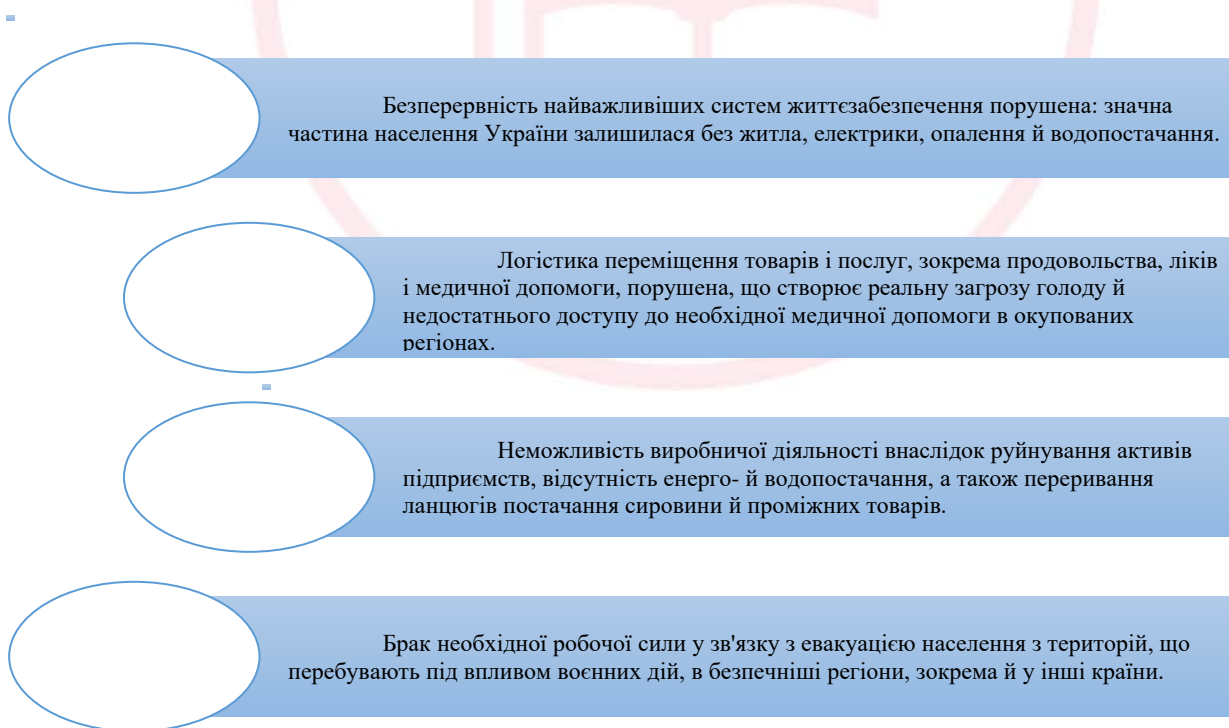 Безперервність найважливіших систем життєзабезпечення порушена: значна
частина населення України залишилася без житла, електрики, опалення й водопостачання.
Логістика переміщення товарів і послуг, зокрема продовольства, ліків
і медичної допомоги, порушена, що створює реальну загрозу голоду й
недостатнього доступу до необхідної медичної допомоги в окупованих
регіонах.
Неможливість виробничої діяльності внаслідок руйнування активів
підприємств, відсутність енерго- й водопостачання, а також переривання
ланцюгів постачання сировини й проміжних товарів.
Брак необхідної робочої сили у зв'язку з евакуацією населення з територій, що
перебувають під впливом воєнних дій, в безпечніші регіони, зокрема й у інші країни.